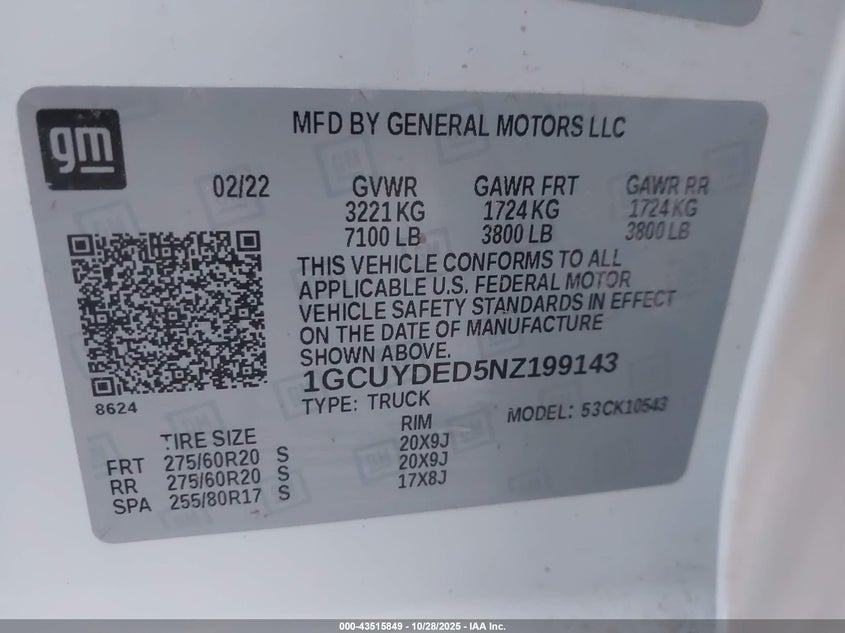 gm
MFD BY GENERAL MOTORS LLC
02/22 GVWR GAWR FRT GAWR RR
3221 KG 1724 KG 1724 KG
7100 LB 3800 LB 3800 LB
THIS VEHICLE CONFORMS TO ALL
APPLICABLE U.S. FEDERAL MOTOR
VEHICLE SAFETY STANDARDS IN EFFECT
ON THE DATE OF MANUFACTURE
SHOWN ABOVE.
1GCUYDED5NZ199143
8624
TYPE: TRUCK MODEL: 53CK10543
TIRE SIZE RIM
FRT 275/60R20 S 20X9J
RR 275/60R20 S 20X9J
SPA 255/80R17 S 17X8J
000-43515849 - 10/28/2025 - IAA Inc.